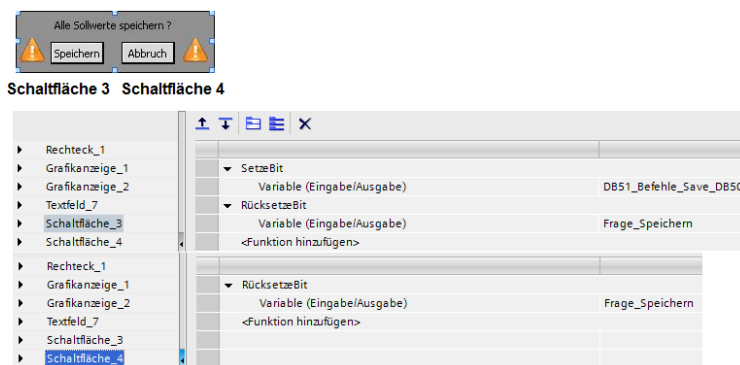 Alle Sollwerte speichern ?
Speichern Abbruch
Schaltfläche 3 Schaltfläche 4
Rechteck_1
Grafikanzeige_1 SetzeBit
Grafikanzeige_2 Variable (Eingabe/Ausgabe) DB51_Befehle_Save_DB50
Textfeld_7 RücksetzeBit
Schaltfläche_3 Variable (Eingabe/Ausgabe) Frage_Speichern
Schaltfläche_4 <Funktion hinzufügen>
Rechteck_1
Grafikanzeige_1 RücksetzeBit
Grafikanzeige_2 Variable (Eingabe/Ausgabe) Frage_Speichern
Textfeld_7 <Funktion hinzufügen>
Schaltfläche_3
Schaltfläche_4